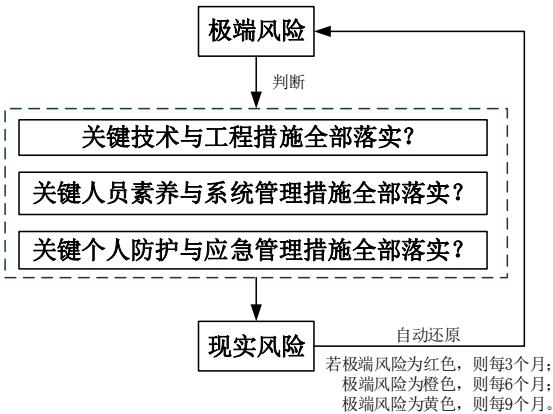 极端风险
判断
关键技术与工程措施全部落实？
关键人员素养与系统管理措施全部落实？
关键个人防护与应急管理措施全部落实？
现实风险
自动还原
若极端风险为红色，则每3个月；
极端风险为橙色，则每6个月；
极端风险为黄色，则每9个月。